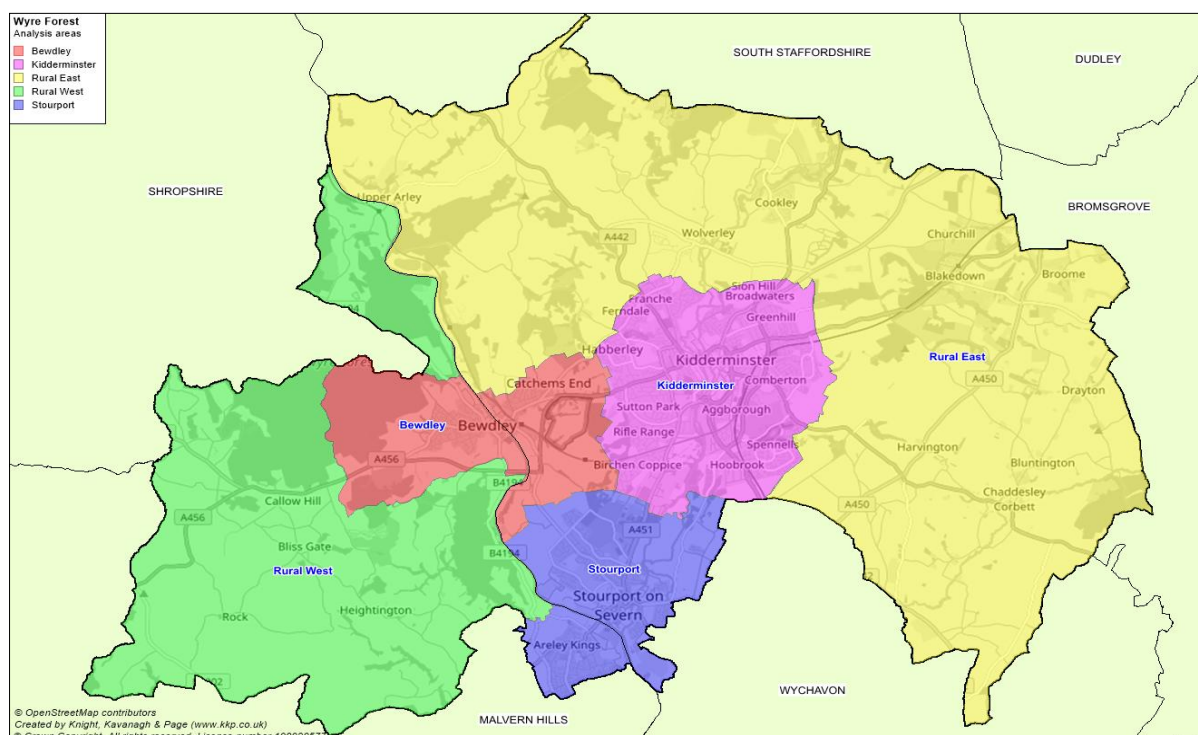 Wyre Forest
Analysis areas
Bewdley
Kidderminster
Rural East
Rural West
Stourport
SOUTH STAFFORDSHIRE
DUDLEY
SHROPSHIRE
BROMSGROVE
Upper Arley
Cookley
A442
Wolverley
Churchill
Blakedown
Broome
Sion Hill
Franche
Broadwaters
Ferndale
Greenhill
Habberley
Kidderminster
Rural East
Kidderminster
A450
Catchems End
Comberton
Drayton
Sutton Park
Aggborough
Bewdley
Bewdley
Rifle Range
Spennells
Harvington
A456
Birchen Coppice
Hoobrook
Bluntington
B4194
Callow Hill
Chaddesley
Corbett
A456
A451
A450
Bliss Gate
B4194
Rural West
Stourport
Stourport on
Severn
Rock
Heightington
Areley Kings
WYCHAVON
MALVERN HILLS
© OpenStreetMap contributors
Created by Knight, Kavanagh & Page (www.kkp.co.uk)